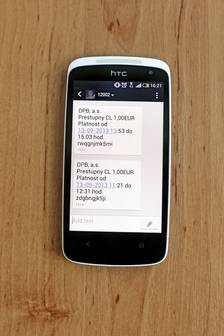 hTC
16:21
12002
DPB, a.s.
Prestupny CL 1,00EUR
Platnost od
13-09-2013 13:53 do
15:03 hod.
rwqgnjmk5mi
DPB, a.s.
Prestupny CL 1,00EUR
Platnost od
13-09-2013 11:21 do
12:31 hod.
zdgbngjk5ji
Add text